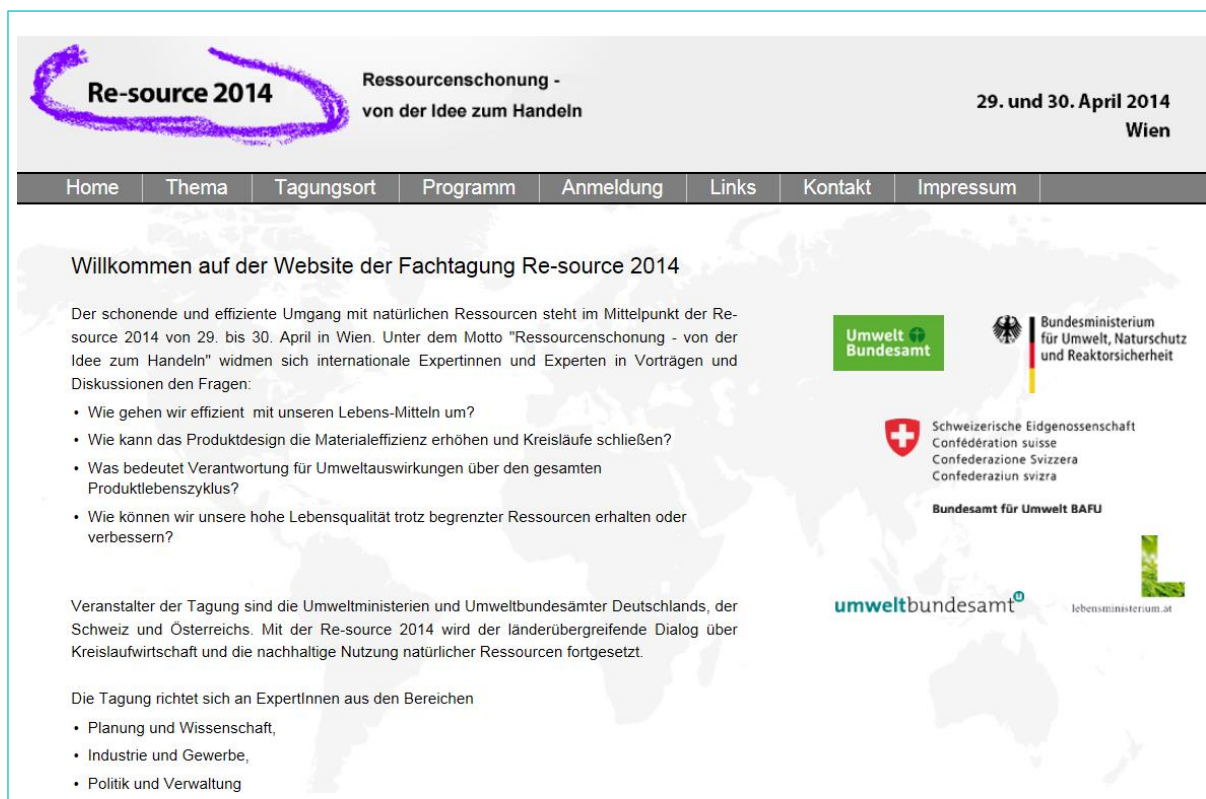 Re-source 2014
Ressourcenschonung -
von der Idee zum Handeln
29. und 30. April 2014
Wien
Home Thema Tagungsort Programm Anmeldung Links Kontakt Impressum
Willkommen auf der Website der Fachtagung Re-source 2014
Der schonende und effiziente Umgang mit natürlichen Ressourcen steht im Mittelpunkt der Re-
source 2014 von 29. bis 30. April in Wien. Unter dem Motto "Ressourcenschonung - von der
Idee zum Handeln" widmen sich internationale Expertinnen und Experten in Vorträgen und
Diskussionen den Fragen:
• Wie gehen wir effizient mit unseren Lebens-Mitteln um?
• Wie kann das Produktdesign die Materialeffizienz erhöhen und Kreisläufe schließen?
• Was bedeutet Verantwortung für Umweltauswirkungen über den gesamten
Produktlebenszyklus?
• Wie können wir unsere hohe Lebensqualität trotz begrenzter Ressourcen erhalten oder
verbessern?
Veranstalter der Tagung sind die Umweltministerien und Umweltbundesämter Deutschlands, der
Schweiz und Österreichs. Mit der Re-source 2014 wird der länderübergreifende Dialog über
Kreislaufwirtschaft und die nachhaltige Nutzung natürlicher Ressourcen fortgesetzt.
Die Tagung richtet sich an ExpertInnen aus den Bereichen
• Planung und Wissenschaft,
• Industrie und Gewerbe,
• Politik und Verwaltung
Umwelt
Bundesamt
Bundesministerium
für Umwelt, Naturschutz
und Reaktorsicherheit
Schweizerische Eidgenossenschaft
Confédération suisse
Confederazione Svizzera
Confederaziun svizra
Bundesamt für Umwelt BAFU
umweltbundesamt
lebensministerium.at